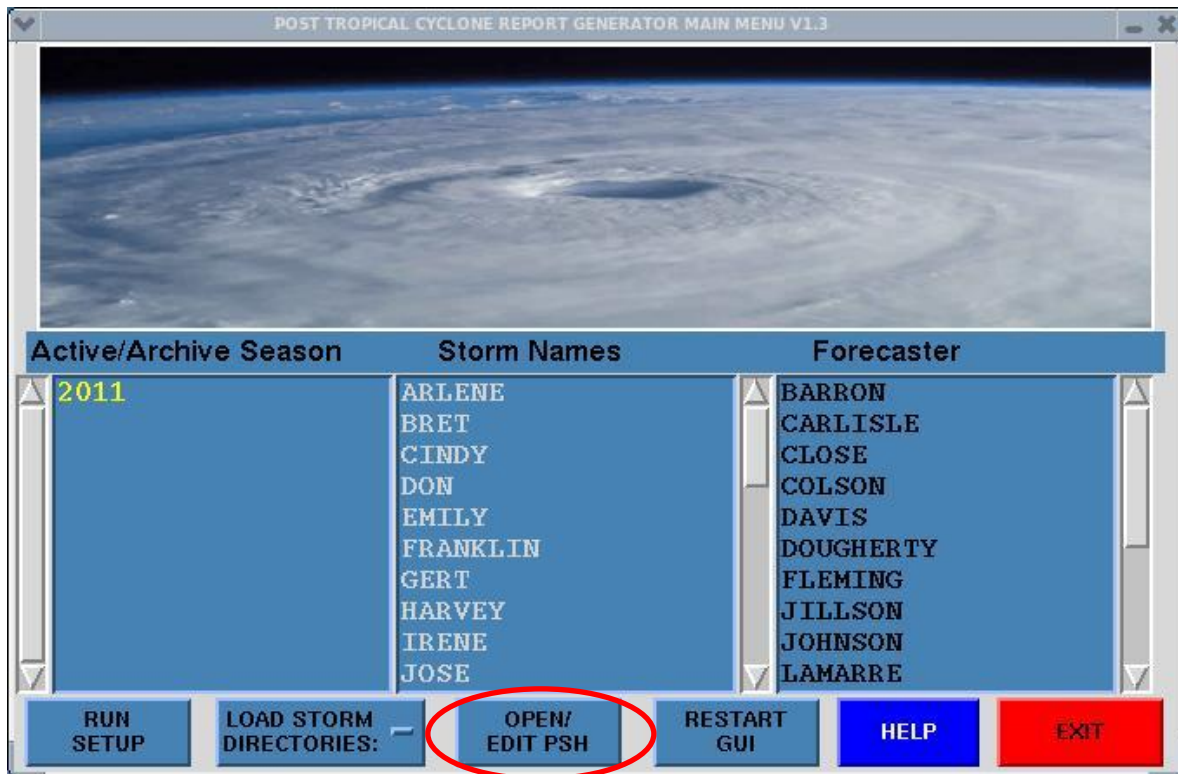 POST TROPICAL CYCLONE REPORT GENERATOR MAIN MENU V1.3
Active/Archive Season
Storm Names
Forecaster
2011
ARLENE
BRET
CINDY
DON
EMILY
FRANKLIN
GERT
HARVEY
IRENE
JOSE
BARRON
CARLISLE
CLOSE
COLSON
DAVIS
DOUGHERTY
FLEMING
JILLSON
JOHNSON
LAMARRE
RUN
SETUP
LOAD STORM
DIRECTORIES:
OPEN/
EDIT PSH
RESTART
GUI
HELP
EXIT